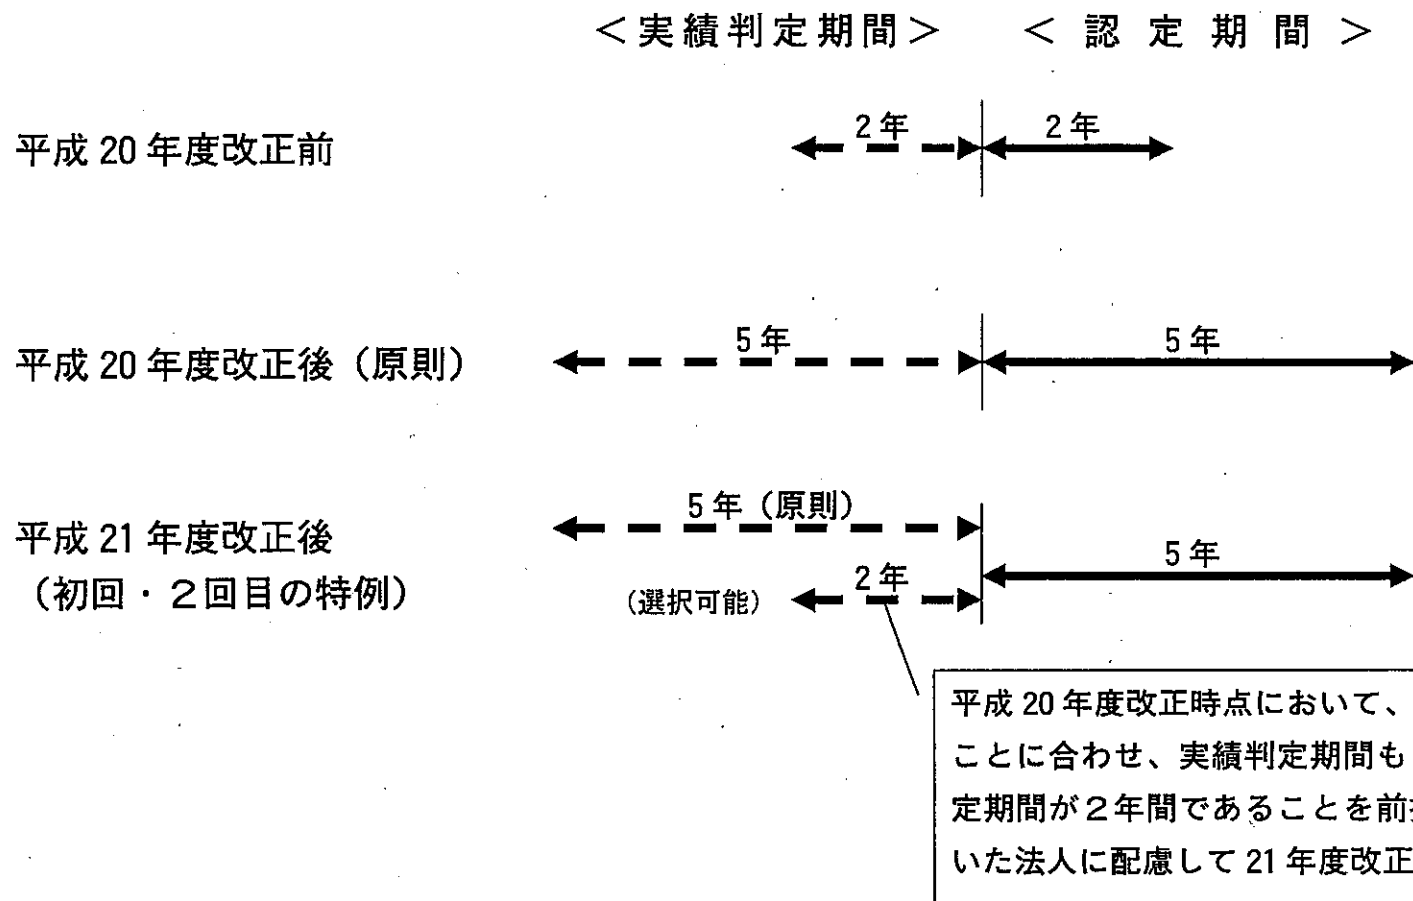 ＜実績判定期間＞ ＜ 認 定 期 間 ＞
平成 20 年度改正前
2 年
2 年
平成 20 年度改正後（原則）
5 年
5 年
平成 21 年度改正後
（初回・２回目の特例）
5 年（原則）
（選択可能）
2 年
5 年
平成 20 年度改正時点において、
ことに合わせ、実績判定期間も
定期間が２年間であることを前
いた法人に配慮して 21 年度改正